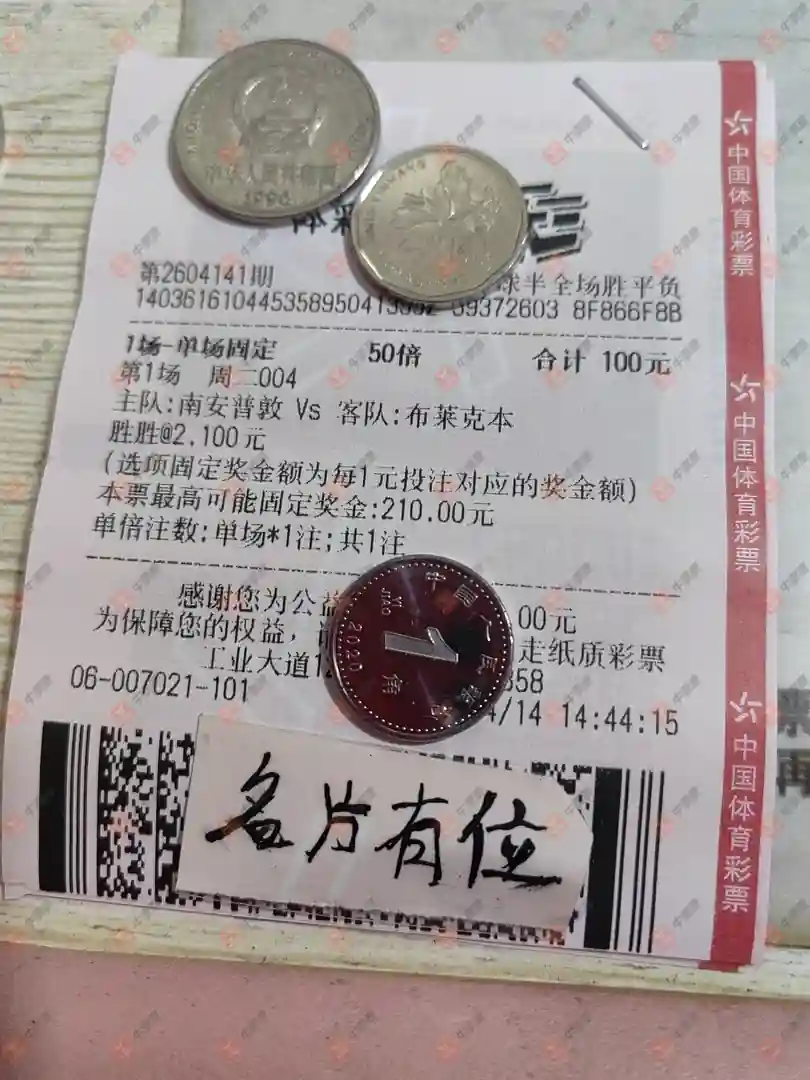 中华人民共和国
1996
体彩
第2604141期
球半全场胜平负
14036161044535895041 89372603 8F866F8B
1场-单场固定 50倍 合计 100元
第1场 周二004
主队:南安普敦 Vs 客队:布莱克本
胜胜@2.100元
(选项固定奖金额为每1元投注对应的奖金额)
本票最高可能固定奖金:210.00元
单倍注数:单场*1注;共1注
感谢您为公益 00元
为保障您的权益, 走纸质彩票
工业大道1 358
06-007021-101 4/14 14:44:15
中国人民银行
YI JIAO
1
角
2020
名片有位
中国体育彩票
中国体育彩票
中国体育彩票